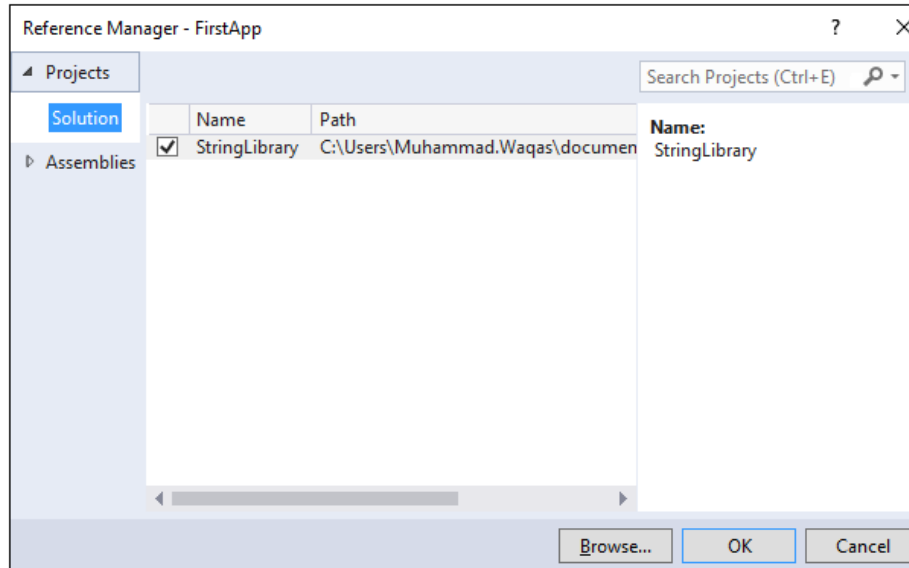 Reference Manager - FirstApp ?
Projects
Search Projects (Ctrl+E)
Solution
Assemblies
Name Path
StringLibrary C:\Users\Muhammad.Waqas\documen
Name:
StringLibrary
Browse... OK Cancel